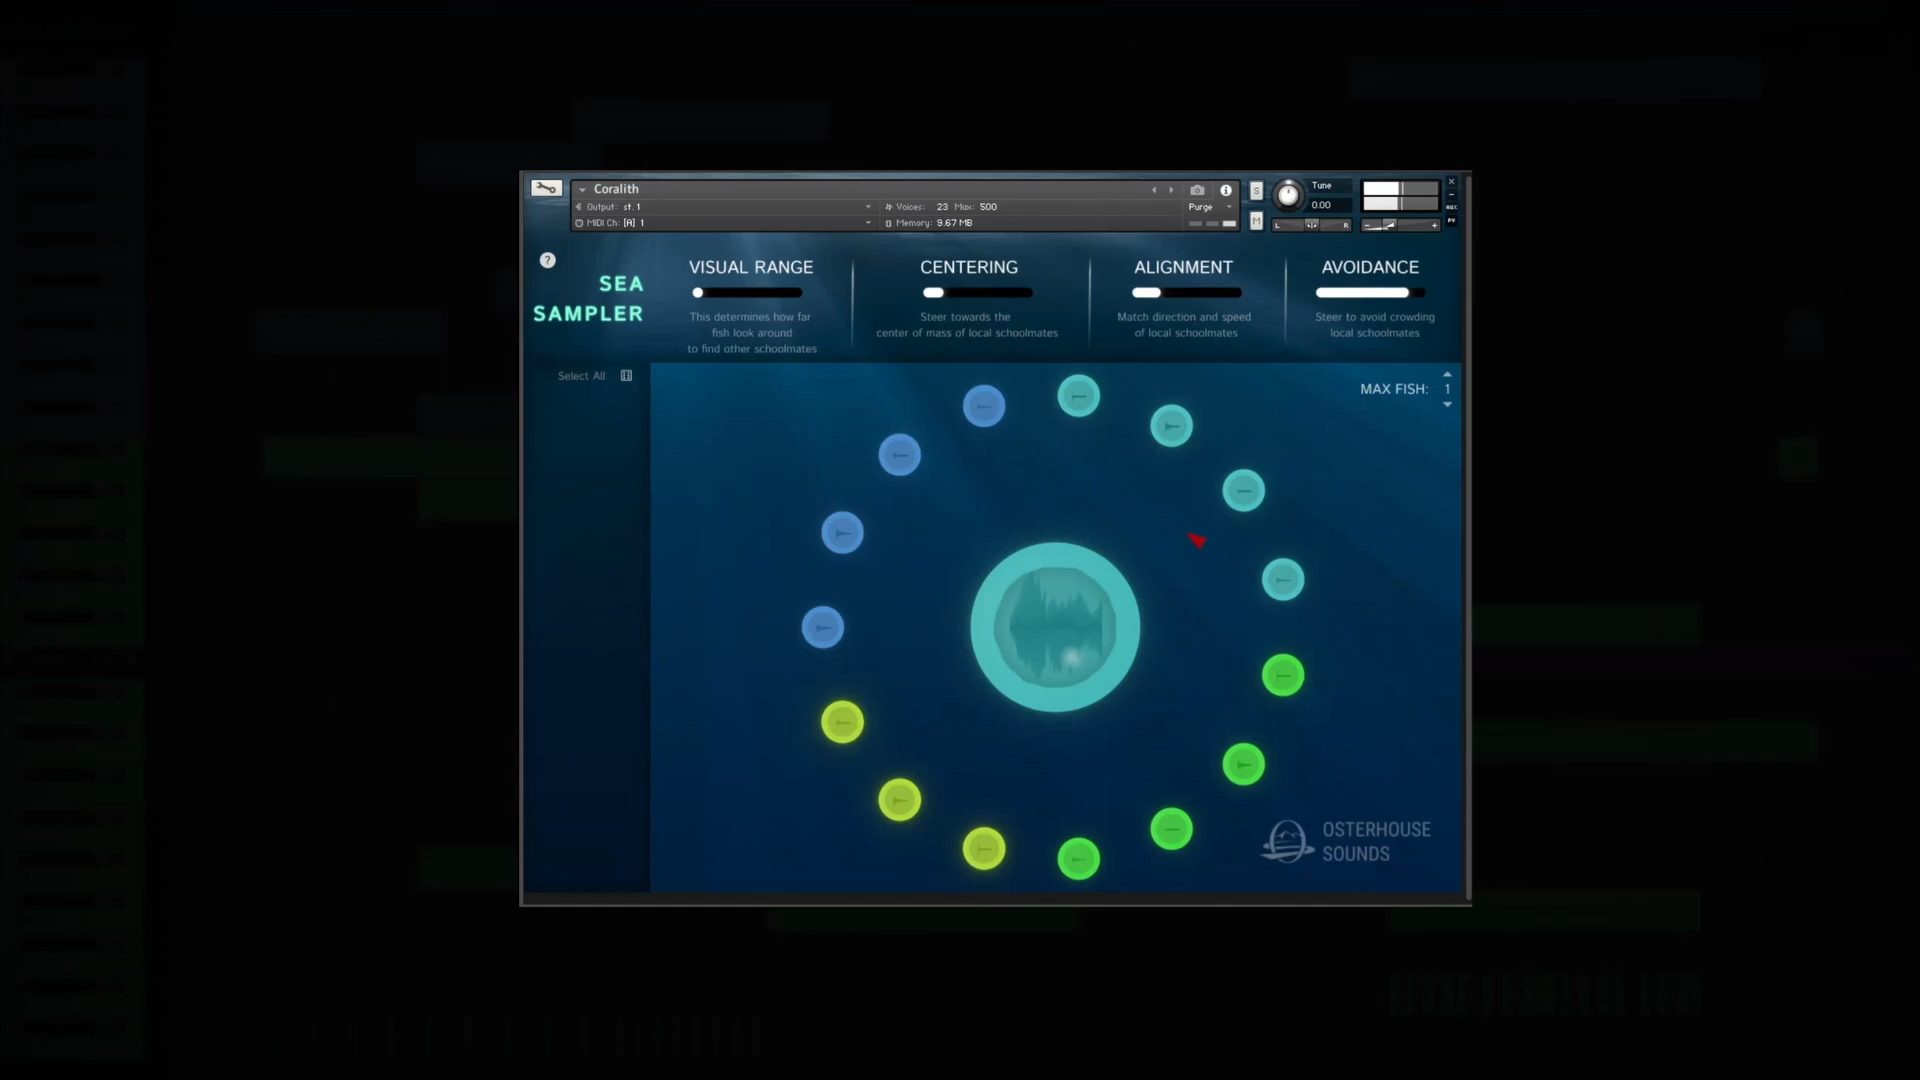 Coralith
Output: st. 1
Voices: 23 Max: 500
Purge
MIDI Ch: [A] 1
Memory: 9.67 MB
S
M
Tune
0.00
L
R
AUX
PV
?
SEA
SAMPLER
VISUAL RANGE
This determines how far
fish look around
to find other schoolmates
CENTERING
Steer towards the
center of mass of local schoolmates
ALIGNMENT
Match direction and speed
of local schoolmates
AVOIDANCE
Steer to avoid crowding
local schoolmates
Select All
MAX FISH: 1
OSTERHOUSE
SOUNDS